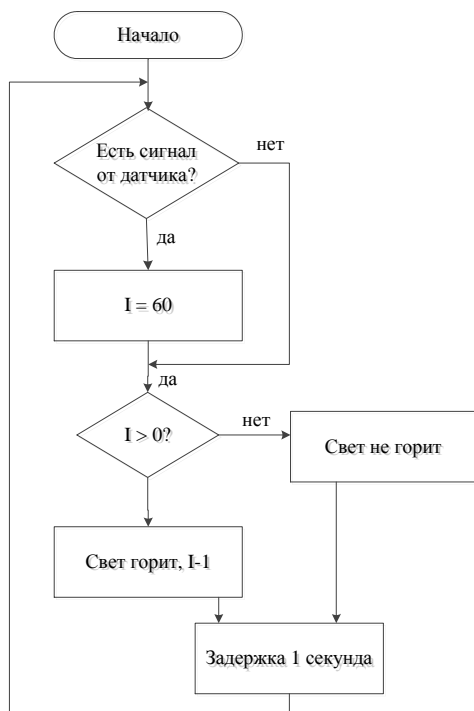 Начало
Есть сигнал
от датчика?
нет
да
I = 60
да
I > 0?
нет
Свет не горит
Свет горит, I-1
Задержка 1 секунда